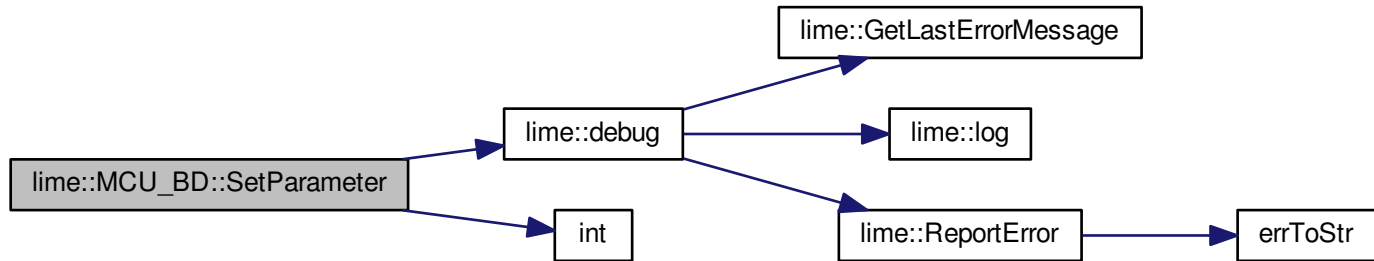 lime::GetLastErrorMessage
lime::debug
lime::log
lime::MCU_BD::SetParameter
int
lime::ReportError
errToStr